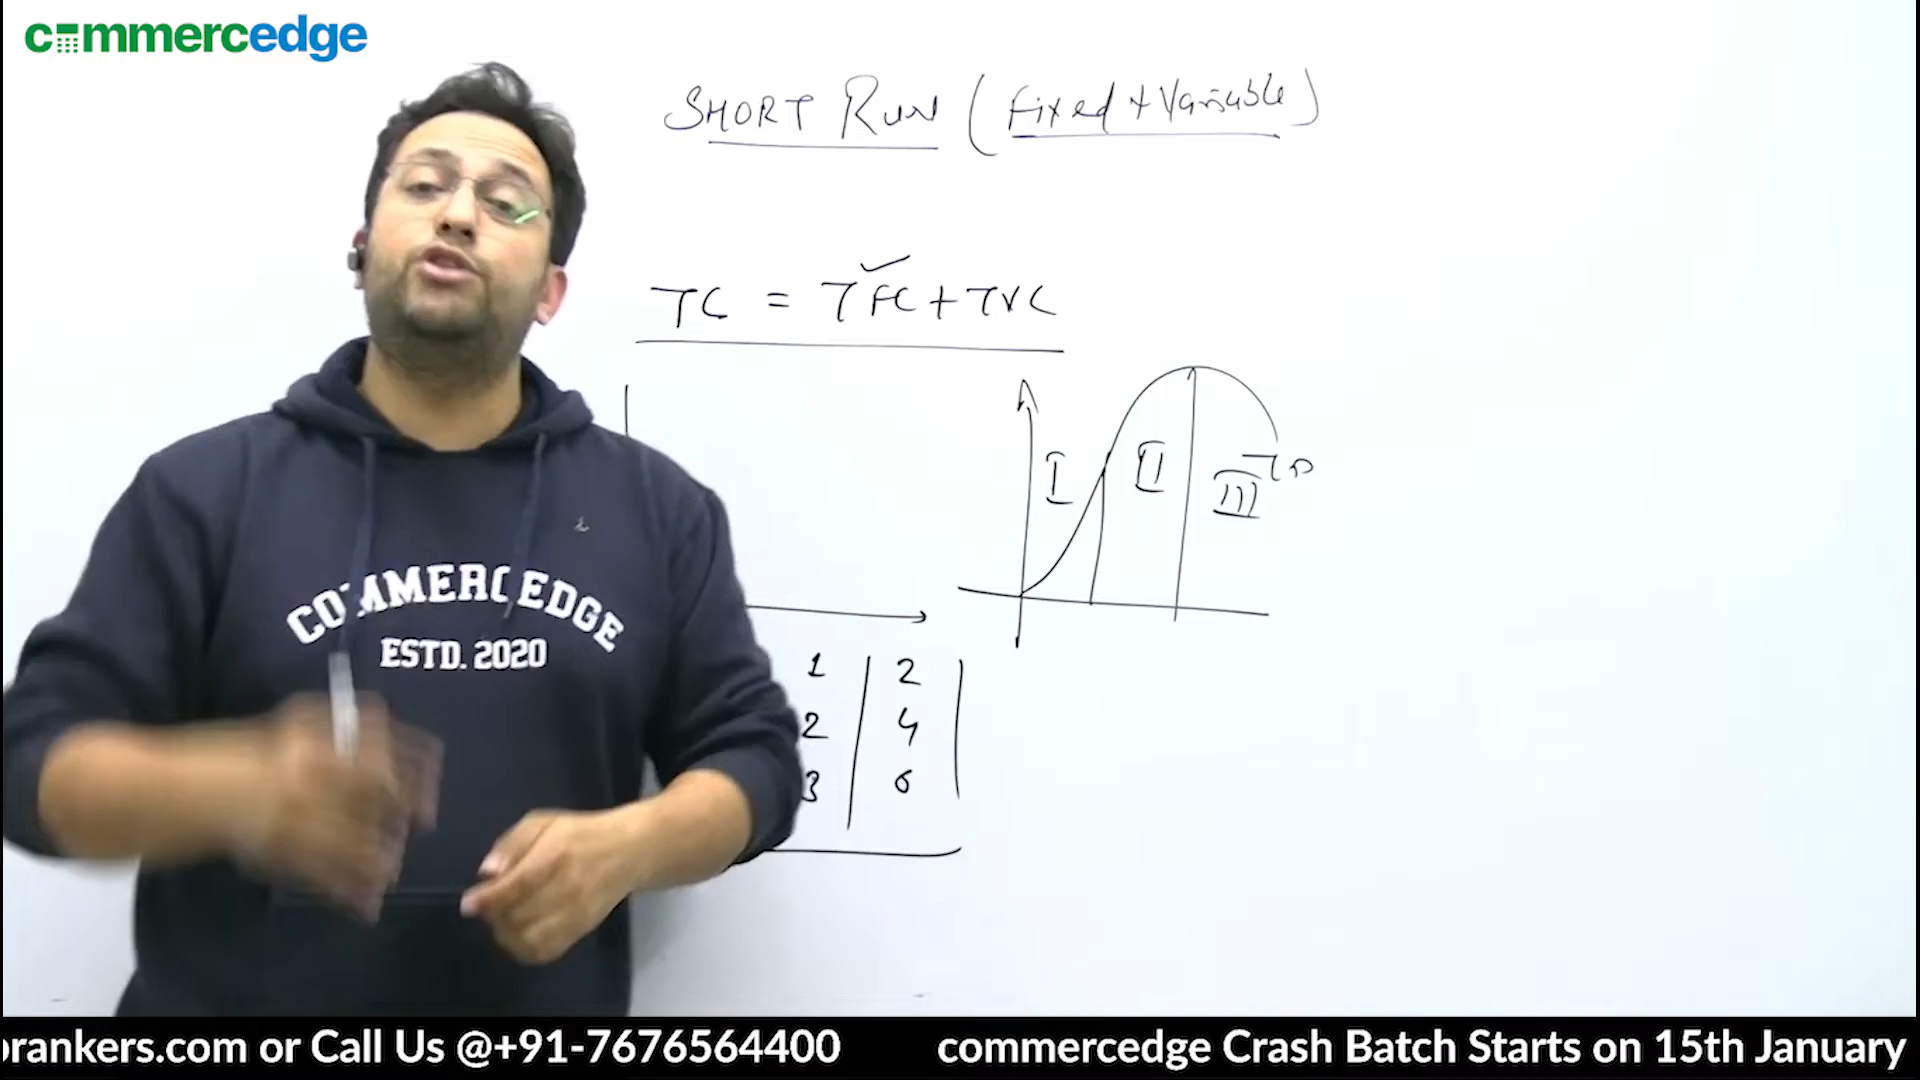 commercedge
SHORT RUN (Fixed + Variable)
TC = TFC + TVC
I II III TP
COMMERCEDGE
ESTD. 2020
1 2
2 4
3 6
orankers.com or Call Us @+91-7676564400 commercedge Crash Batch Starts on 15th January